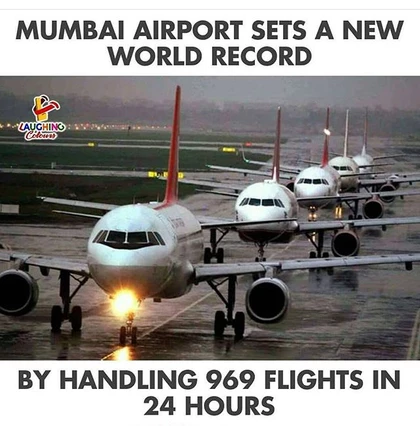 MUMBAI AIRPORT SETS A NEW
WORLD RECORD
LAUGHING
Colours
BY HANDLING 969 FLIGHTS IN
24 HOURS